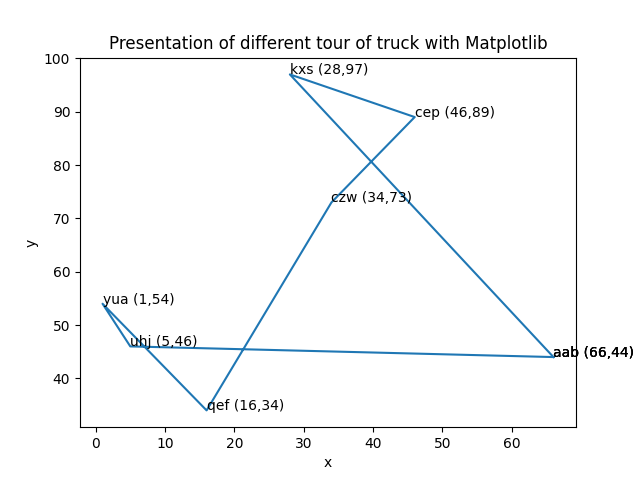 Presentation of different tour of truck with Matplotlib
100
90
80
70
60
50
40
y
kxs (28,97)
cep (46,89)
czw (34,73)
yua (1,54)
uhj (5,46)
aab (66,44)
qef (16,34)
0 10 20 30 40 50 60
x